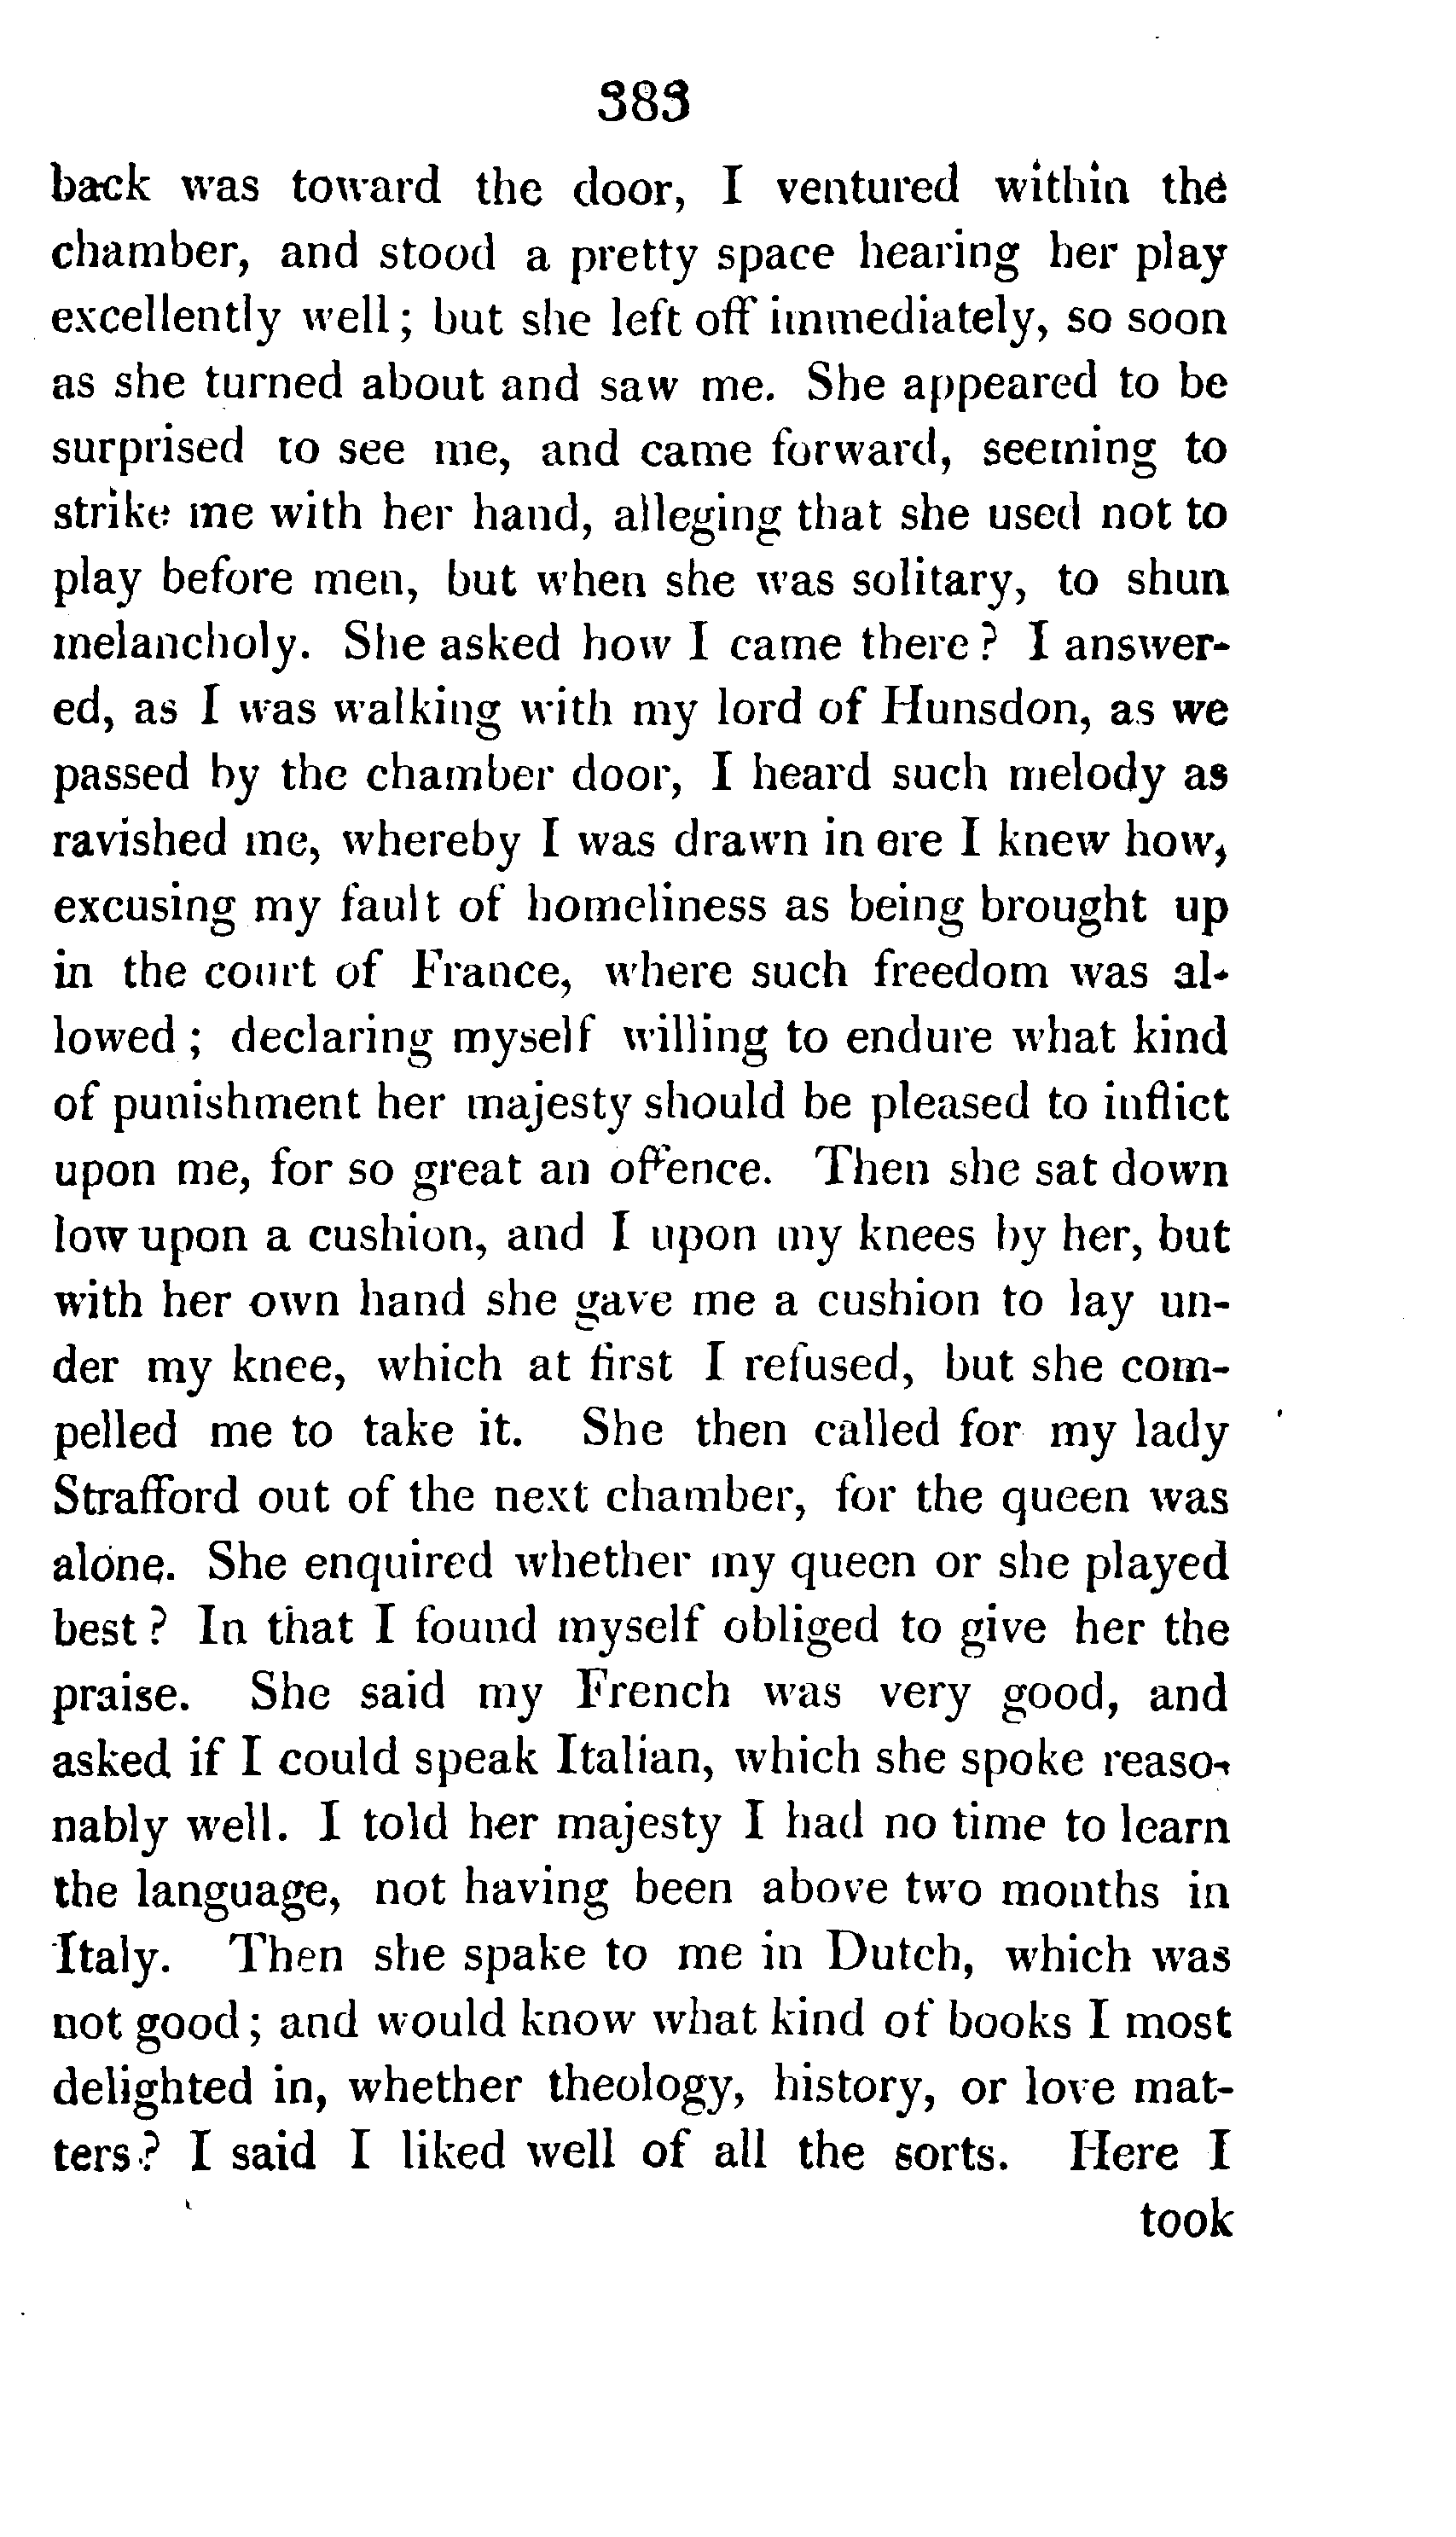 383
back was toward the door, I ventured within the
chamber, and stood a pretty space hearing her play
excellently well; but she left off immediately, so soon
as she turned about and saw me. She appeared to be
surprised to see me, and came forward, seeming to
strike me with her hand, alleging that she used not to
play before men, but when she was solitary, to shun
melancholy. She asked how I came there? I answer-
ed, as I was walking with my lord of Hunsdon, as we
passed by the chamber door, I heard such melody as
ravished me, whereby I was drawn in ere I knew how,
excusing my fault of homeliness as being brought up
in the court of France, where such freedom was al-
lowed; declaring myself willing to endure what kind
of punishment her majesty should be pleased to inflict
upon me, for so great an offence. Then she sat down
low upon a cushion, and I upon my knees by her, but
with her own hand she gave me a cushion to lay un-
der my knee, which at first I refused, but she com-
pelled me to take it. She then called for my lady
Strafford out of the next chamber, for the queen was
alone. She enquired whether my queen or she played
best? In that I found myself obliged to give her the
praise. She said my French was very good, and
asked if I could speak Italian, which she spoke reaso-
nably well. I told her majesty I had no time to learn
the language, not having been above two months in
Italy. Then she spake to me in Dutch, which was
not good; and would know what kind of books I most
delighted in, whether theology, history, or love mat-
ters? I said I liked well of all the sorts. Here I
took